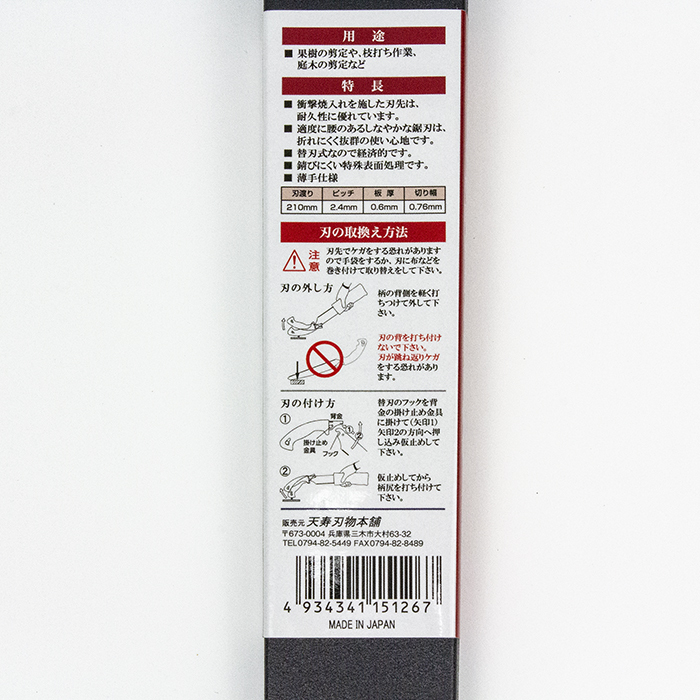 用途
■ 果樹の剪定や、枝打ち作業、
庭木の剪定など
特長
■ 衝撃焼入れを施した刃先は、
耐久性に優れています。
■ 適度に腰のあるしなやかな鋸刃は、
折れにくく抜群の使い心地です。
■ 替刃式なので経済的です。
■ 錆びにくい特殊表面処理です。
■ 薄手仕様
刃渡り ピッチ 板厚 切り幅
210mm 2.4mm 0.6mm 0.76mm
刃の取換え方法
注意
刃先でケガをする恐れがあります
ので手袋をするか、刃に布などを
巻き付けて取り替えをして下さい。
刃の外し方
柄の背側を軽く打
ちつけて外して下
さい。
刃の背を打ち付け
ないで下さい。
刃が跳ね返りケガ
をする恐れがあり
ます。
刃の付け方
① 背金
掛け止め
金具
フック
1
2
替刃のフックを背
金の掛け止め金具
に掛けて(矢印1)
矢印2の方向へ押
し込み仮止めして
下さい。
②
仮止めしてから
柄尻を打ち付けて
下さい。
販売元 天寿刃物本舗
〒673-0004 兵庫県三木市大村63-32
TEL0794-82-5449 FAX0794-82-8489
4 934341 151267
MADE IN JAPAN